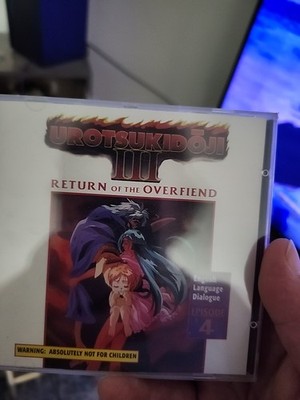 UROTSUKIDŌJI
III
RETURN OF THE OVERFIEND
Language
Dialogue
4
WARNING: ABSOLUTELY NOT FOR CHILDREN